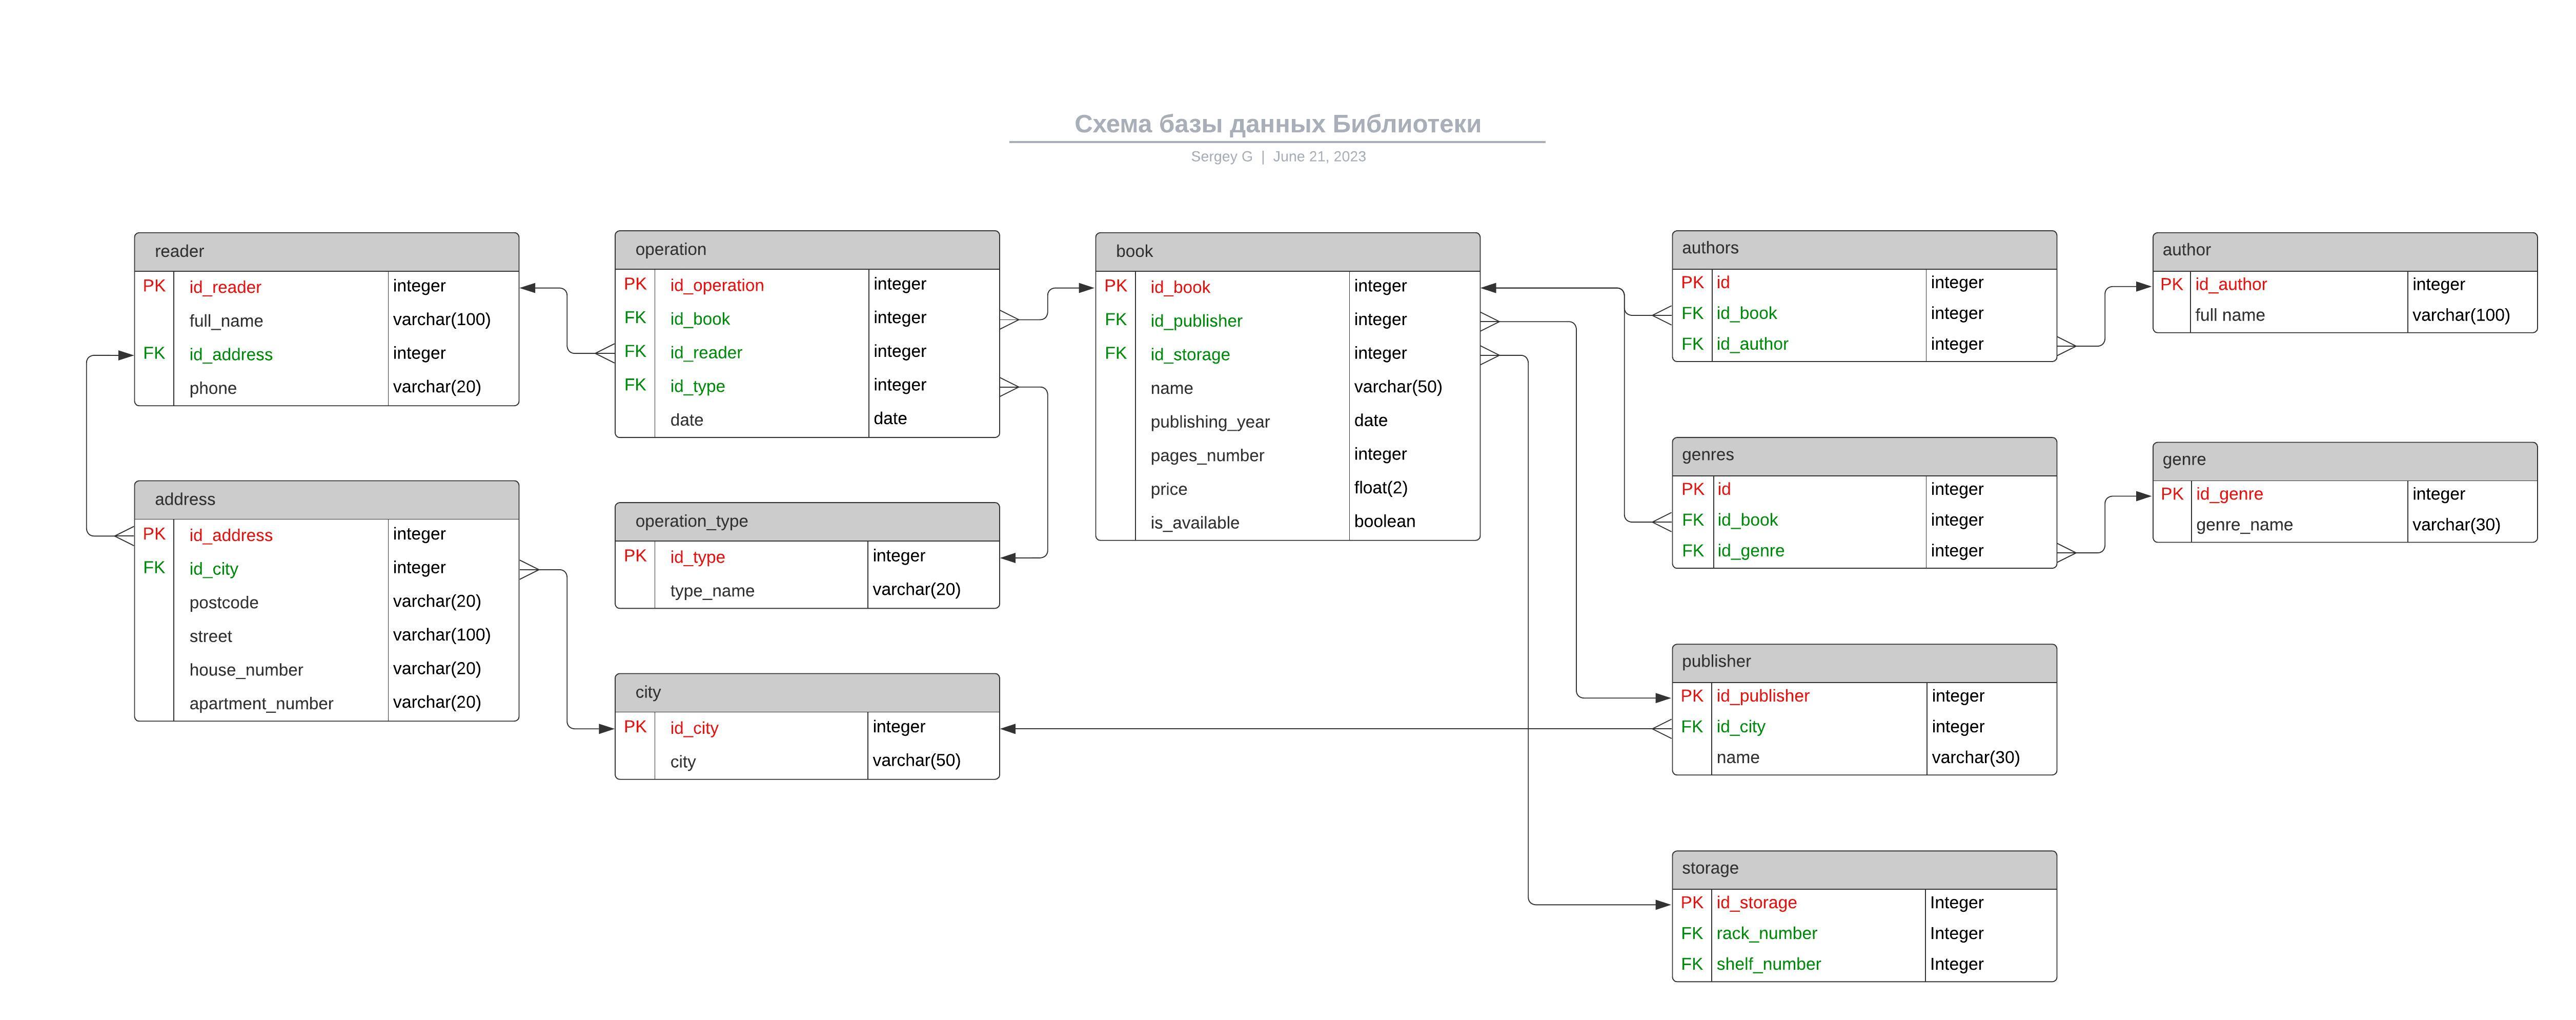 Схема базы данных Библиотеки
Sergey G | June 21, 2023
reader
PK id_reader integer
full_name varchar(100)
FK id_address integer
phone varchar(20)
operation
PK id_operation integer
FK id_book integer
FK id_reader integer
FK id_type integer
date date
book
PK id_book integer
FK id_publisher integer
FK id_storage integer
name varchar(50)
publishing_year date
pages_number integer
price float(2)
is_available boolean
authors
PK id integer
FK id_book integer
FK id_author integer
author
PK id_author integer
full name varchar(100)
address
PK id_address integer
FK id_city integer
postcode varchar(20)
street varchar(100)
house_number varchar(20)
apartment_number varchar(20)
operation_type
PK id_type integer
type_name varchar(20)
genres
PK id integer
FK id_book integer
FK id_genre integer
genre
PK id_genre integer
genre_name varchar(30)
city
PK id_city integer
city varchar(50)
publisher
PK id_publisher integer
FK id_city integer
name varchar(30)
storage
PK id_storage Integer
FK rack_number Integer
FK shelf_number Integer